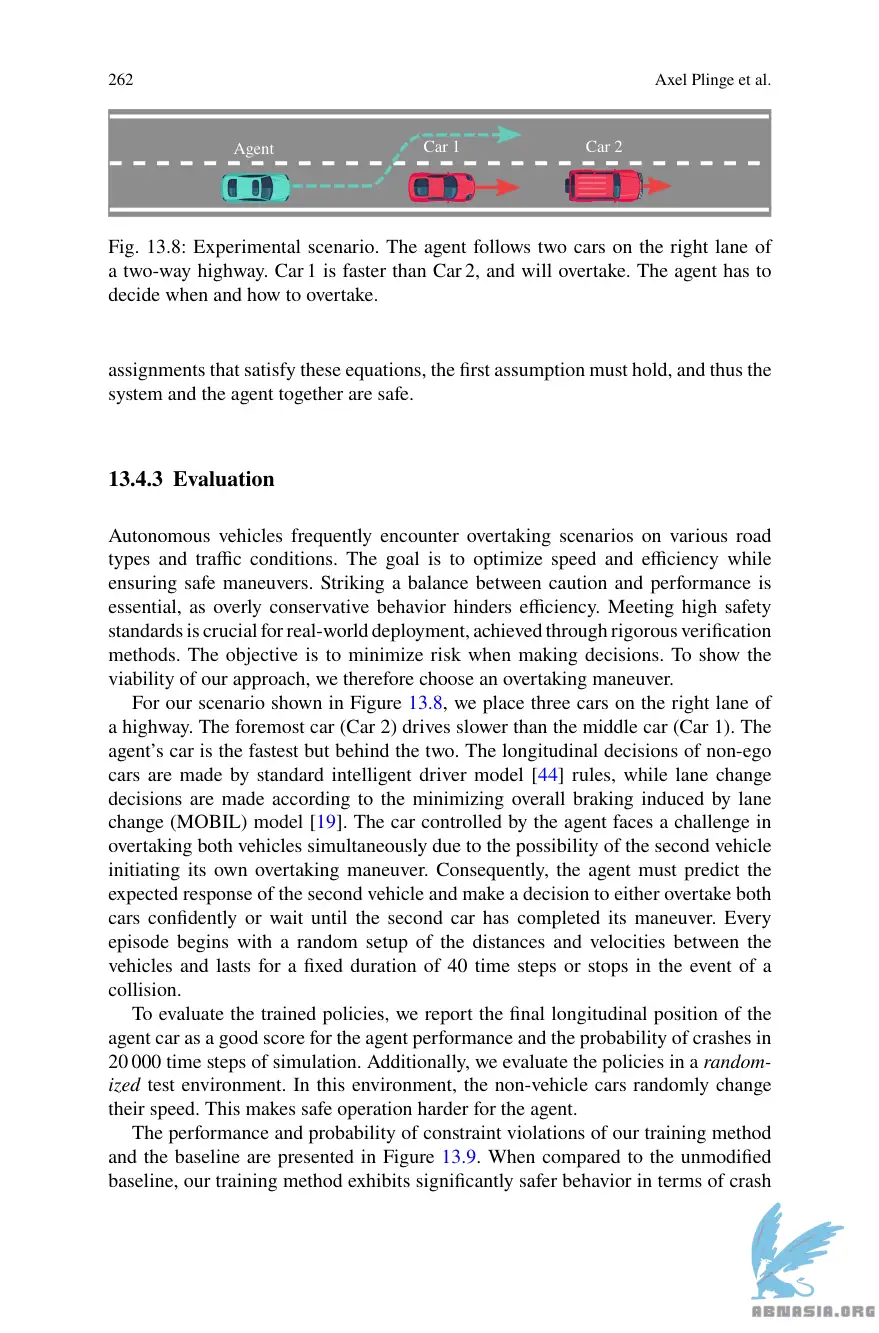 262
Axel Plinge et al.
Agent
Car 1
Car 2
Fig. 13.8: Experimental scenario. The agent follows two cars on the right lane of
a two-way highway. Car 1 is faster than Car 2, and will overtake. The agent has to
decide when and how to overtake.
assignments that satisfy these equations, the first assumption must hold, and thus the
system and the agent together are safe.
13.4.3 Evaluation
Autonomous vehicles frequently encounter overtaking scenarios on various road
types and traffic conditions. The goal is to optimize speed and efficiency while
ensuring safe maneuvers. Striking a balance between caution and performance is
essential, as overly conservative behavior hinders efficiency. Meeting high safety
standards is crucial for real-world deployment, achieved through rigorous verification
methods. The objective is to minimize risk when making decisions. To show the
viability of our approach, we therefore choose an overtaking maneuver.
For our scenario shown in Figure 13.8, we place three cars on the right lane of
a highway. The foremost car (Car 2) drives slower than the middle car (Car 1). The
agent's car is the fastest but behind the two. The longitudinal decisions of non-ego
cars are made by standard intelligent driver model [44] rules, while lane change
decisions are made according to the minimizing overall braking induced by lane
change (MOBIL) model [19]. The car controlled by the agent faces a challenge in
overtaking both vehicles simultaneously due to the possibility of the second vehicle
initiating its own overtaking maneuver. Consequently, the agent must predict the
expected response of the second vehicle and make a decision to either overtake both
cars confidently or wait until the second car has completed its maneuver. Every
episode begins with a random setup of the distances and velocities between the
vehicles and lasts for a fixed duration of 40 time steps or stops in the event of a
collision.
To evaluate the trained policies, we report the final longitudinal position of the
agent car as a good score for the agent performance and the probability of crashes in
20 000 time steps of simulation. Additionally, we evaluate the policies in a random-
ized test environment. In this environment, the non-vehicle cars randomly change
their speed. This makes safe operation harder for the agent.
The performance and probability of constraint violations of our training method
and the baseline are presented in Figure 13.9. When compared to the unmodified
baseline, our training method exhibits significantly safer behavior in terms of crash
ABNASIA.ORG